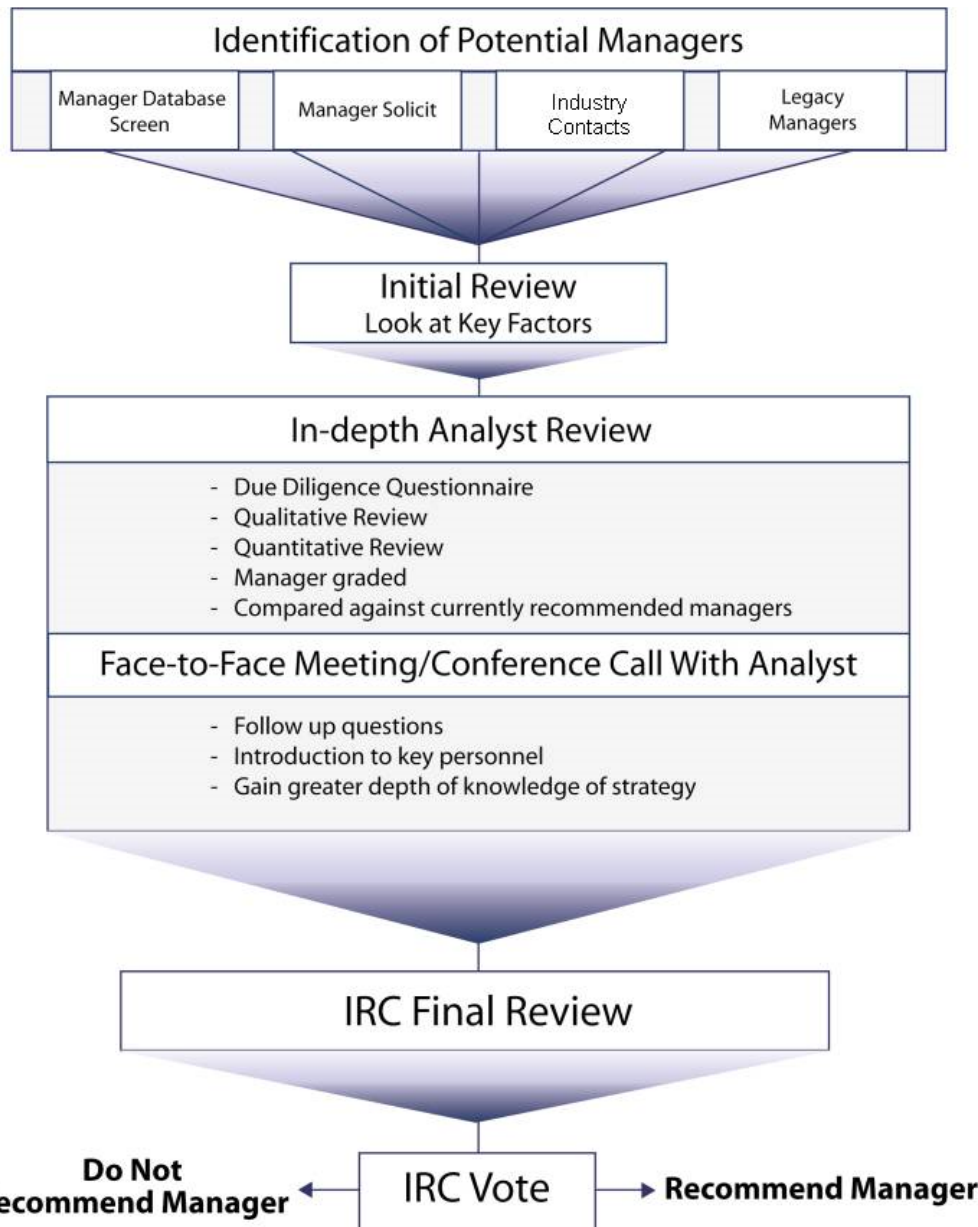 Identification of Potential Managers
Manager Database
Screen
Manager Solicit
Industry
Contacts
Legacy
Managers
Initial Review
Look at Key Factors
In-depth Analyst Review
- Due Diligence Questionnaire
- Qualitative Review
- Quantitative Review
- Manager graded
- Compared against currently recommended managers
Face-to-Face Meeting/Conference Call With Analyst
- Follow up questions
- Introduction to key personnel
- Gain greater depth of knowledge of strategy
IRC Final Review
IRC Vote
Do Not
ecommend Manager
Recommend Manager